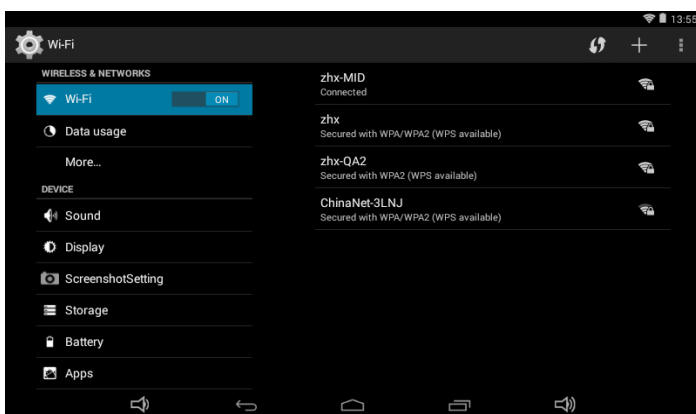 13:55
Wi-Fi
WIRELESS & NETWORKS
Wi-Fi ON
Data usage
More...
DEVICE
Sound
Display
ScreenshotSetting
Storage
Battery
Apps
zhx-MID
Connected
zhx
Secured with WPA/WPA2 (WPS available)
zhx-QA2
Secured with WPA2 (WPS available)
ChinaNet-3LNJ
Secured with WPA/WPA2 (WPS available)